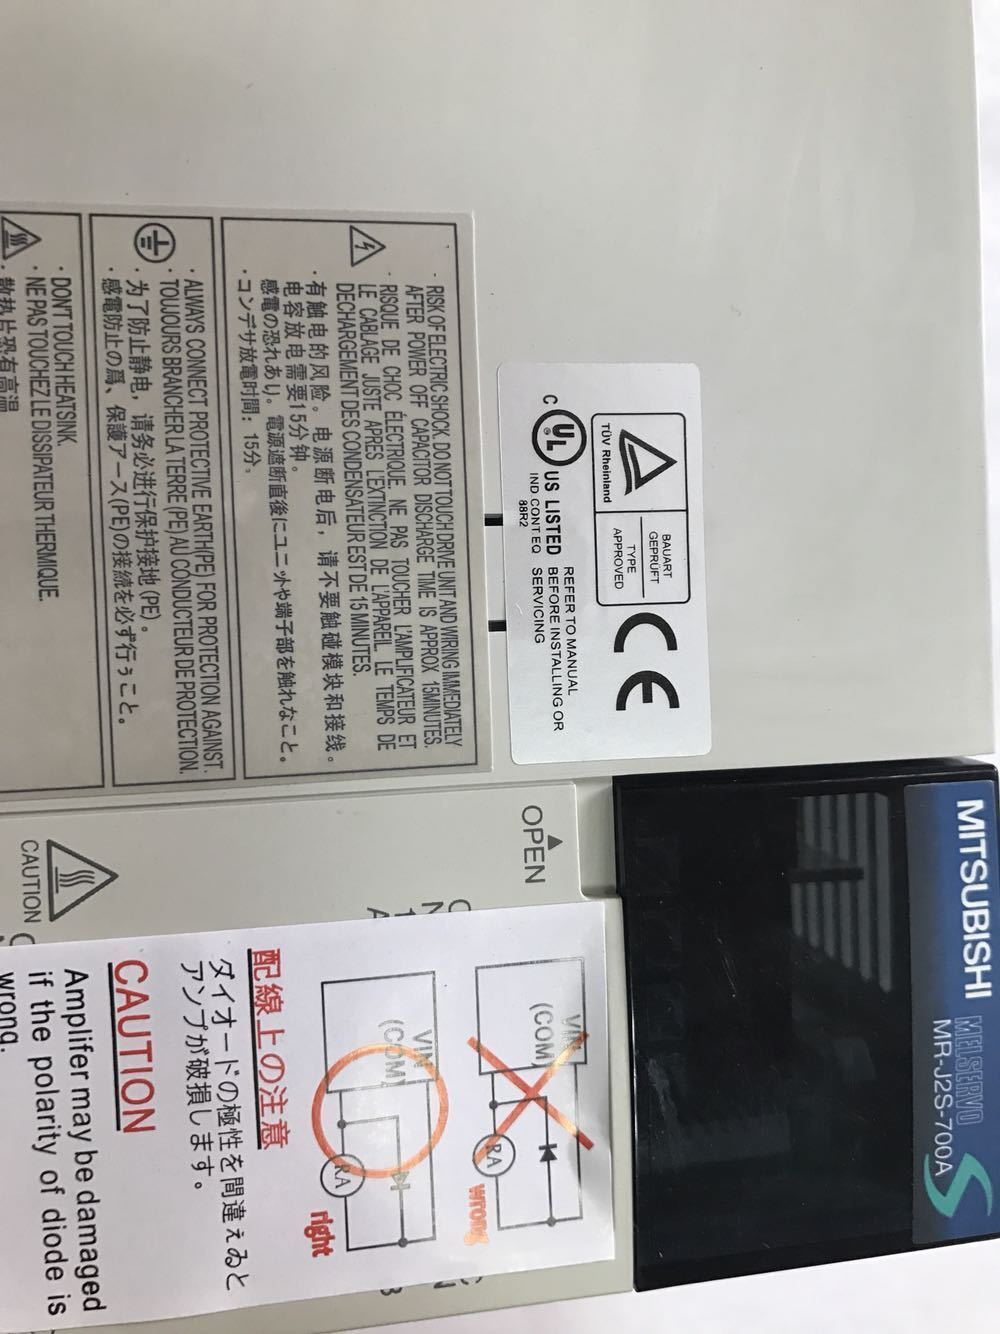 MITSUBISHI
MELSERVO
MR-J2S-700A
TÜV Rheinland
BAUART
GEPRÜFT
TYPE
APPROVED
CE
C UL US LISTED
IND CONT. EQ
88R2
REFER TO MANUAL
BEFORE INSTALLING OR
SERVICING
・RISK OF ELECTRIC SHOCK. DO NOT TOUCH DRIVE UNIT AND WIRING IMMEDIATELY
AFTER POWER OFF CAPACITOR DISCHARGE TIME IS APPROX 15MINUTES.
・RISQUE DE CHOC ÉLECTRIQUE. NE PAS TOUCHER L'AMPLIFICATEUR ET
LE CABLAGE JUSTE APRES L'EXTINCTION DE L'APPAREIL. LE TEMPS DE
DECHARGEMENT DES CONDENSATEUR EST DE 15 MINUTES.
・有触电的风险。电源断电后，请不要触碰模块和接线。
电容放电需要15分钟。
感電の恐れあり。電源遮断直後にユニットや端子部を触れなこと。
・コンデサ放電时間：15分。
・ALWAYS CONNECT PROTECTIVE EARTH(PE) FOR PROTECTION AGAINST.
・TOUJOURS BRANCHER LA TERRE (PE) AU CONDUCTEUR DE PROTECTION.
・为了防止静电，请务必进行保护接地(PE)。
・感電防止の爲、保護アース(PE)の接続を必ず行うこと。
・DON'T TOUCH HEATSINK.
・NE PAS TOUCHEZ LE DISSIPATEUR THERMIQUE.
・散热片恐有高温
OPEN
CAUTION
VIN
(COM)
RA
wrong
VIN
(COM)
RA
right
配線上の注意
ダイオードの極性を間違えると
アンプが破損します。
CAUTION
Amplifer may be damaged
if the polarity of diode is
wrong.